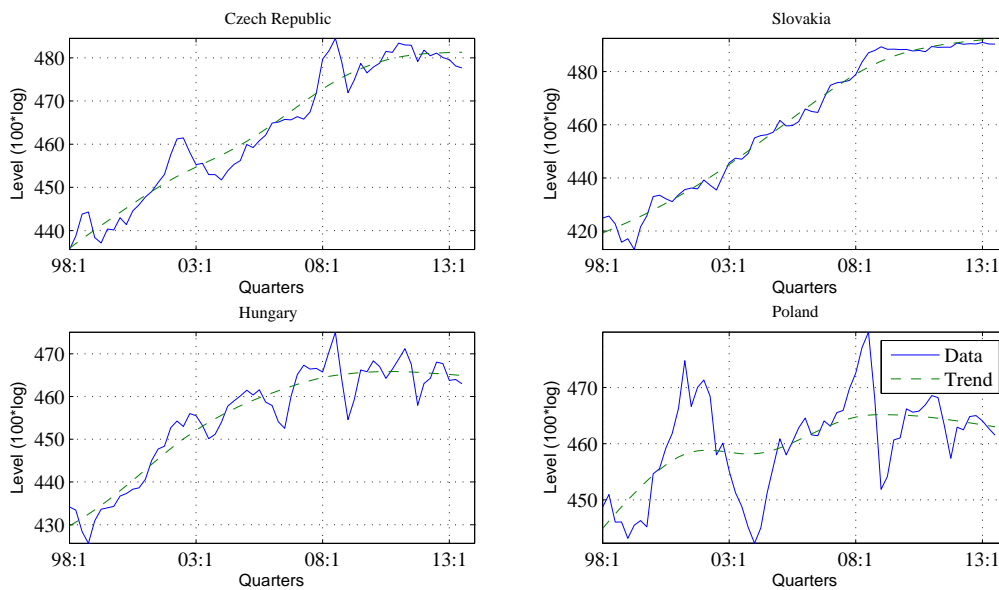 Czech Republic
Level (100*log)
480
470
460
450
440
98:1 03:1 08:1 13:1
Quarters
Slovakia
Level (100*log)
480
460
440
420
98:1 03:1 08:1 13:1
Quarters
Hungary
Level (100*log)
470
460
450
440
430
98:1 03:1 08:1 13:1
Quarters
Poland
Level (100*log)
470
460
450
98:1 03:1 08:1 13:1
Quarters
Data
Trend